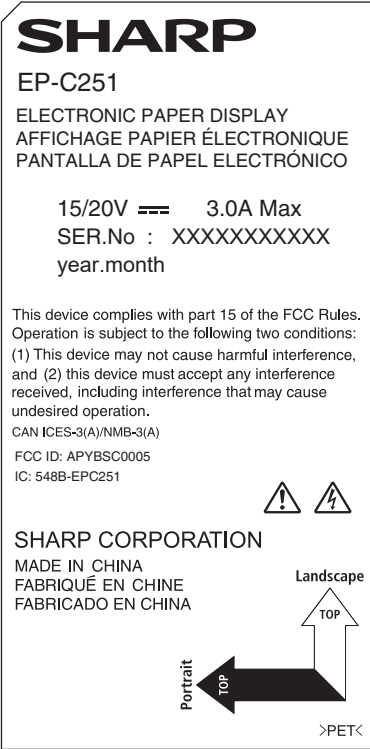 SHARP
EP-C251
ELECTRONIC PAPER DISPLAY
AFFICHAGE PAPIER ÉLECTRONIQUE
PANTALLA DE PAPEL ELECTRÓNICO
15/20V ⎓ 3.0A Max
SER.No : XXXXXXXXXXX
year.month
This device complies with part 15 of the FCC Rules.
Operation is subject to the following two conditions:
(1) This device may not cause harmful interference,
and (2) this device must accept any interference
received, including interference that may cause
undesired operation.
CAN ICES-3(A)/NMB-3(A)
FCC ID: APYBSC0005
IC: 548B-EPC251
SHARP CORPORATION
MADE IN CHINA
FABRIQUÉ EN CHINE
FABRICADO EN CHINA
Landscape
TOP
Portrait
TOP
>PET<